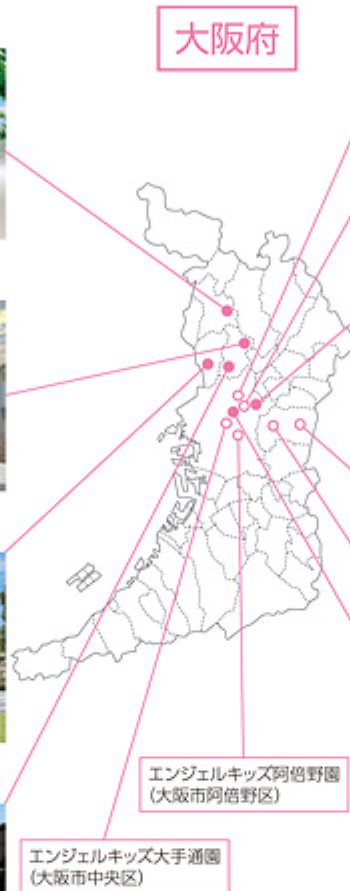 大阪府
エンジェルキッズ阿倍野園
(大阪市阿倍野区)
エンジェルキッズ大手通園
(大阪市中央区)